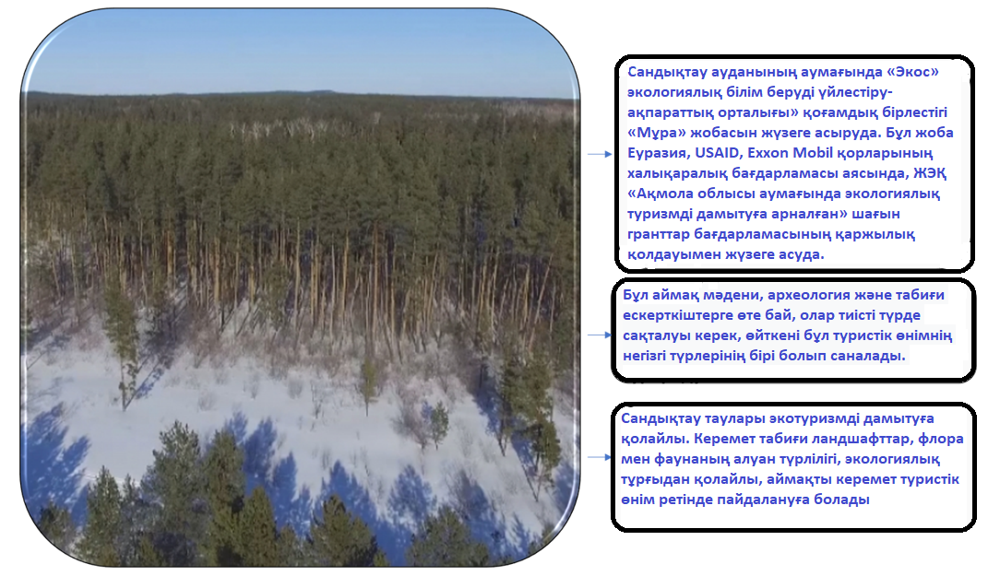 Сандықтау ауданының аумағында «Экос»
экологиялық білім беруді үйлестіру-
ақпараттық орталығы» қоғамдық бірлестігі
«Мұра» жобасын жүзеге асыруда. Бұл жоба
Еуразия, USAID, Exxon Mobil қорларының
халықаралық бағдарламасы аясында, ЖЭҚ
«Ақмола облысы аумағында экологиялық
туризмді дамытуға арналған» шағын
гранттар бағдарламасының қаржылық
қолдауымен жүзеге асуда.
Бұл аймақ мәдени, археология және табиғи
ескерткіштерге өте бай, олар тиісті түрде
сақталуы керек, өйткені бұл туристік өнімнің
негізгі түрлерінің бірі болып саналады.
Сандықтау таулары экотуризмді дамытуға
қолайлы. Керемет табиғи ландшафттар, флора
мен фаунаның алуан түрлілігі, экологиялық
тұрғыдан қолайлы, аймақты керемет туристік
өнім ретінде пайдалануға болады